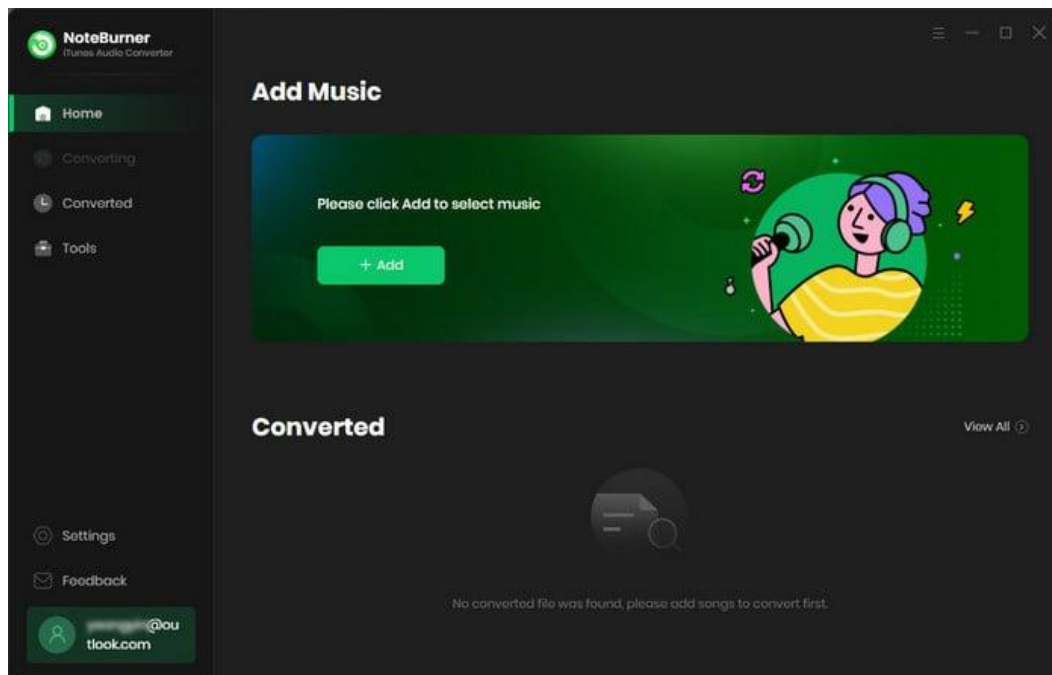 NoteBurner
iTunes Audio Converter
Home
Converting
Converted
Tools
Settings
Feedback
@ou
tlook.com
Add Music
Please click Add to select music
+ Add
Converted
View All
No converted file was found, please add songs to convert first.